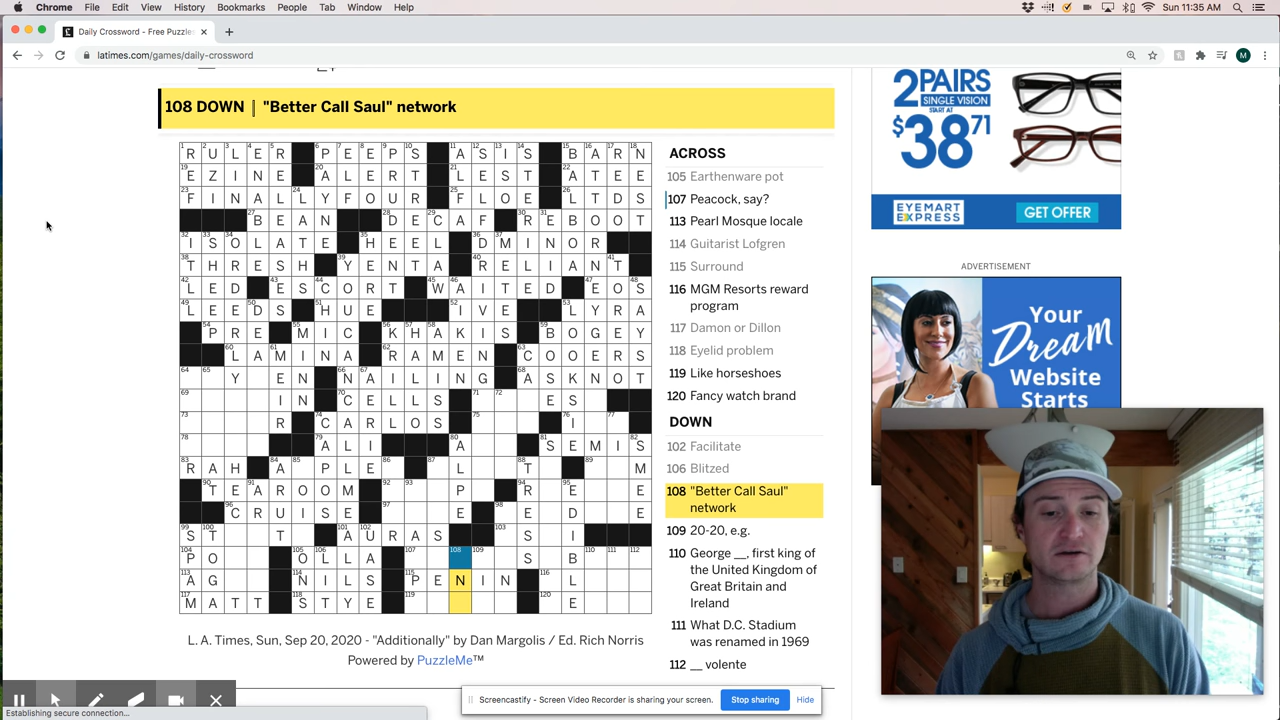 Chrome File Edit View History Bookmarks People Tab Window Help Sun 11:35 AM
Daily Crossword - Free Puzzle
latimes.com/games/daily-crossword
M
108 DOWN | "Better Call Saul" network
R U L E R P E E P S A S I S B A R N
E Z I N E A L E R T L E S T A T E E
F I N A L L Y F O U R F L O E L T D S
B E A N D E C A F R E B O O T
I S O L A T E H E E L D M I N O R
T H R E S H Y E N T A R E L I A N T
L E D E S C O R T W A I T E D E O S
L E E D S H U E I V E L Y R A
P R E M I C K H A K I S B O G E Y
L A M I N A R A M E N C O O E R S
Y E N N A I L I N G A S K N O T
I N C E L L S E S
R C A R L O S I
A L I A S E M I S
R A H A P L E L T M
T E A R O O M P R E E
C R U I S E E D E
S T T A U R A S S I
P O O L L A S B
A G N I L S P E N I N L
M A T T S T Y E E
L. A. Times, Sun, Sep 20, 2020 - "Additionally" by Dan Margolis / Ed. Rich Norris
Powered by PuzzleMe™
ACROSS
105 Earthenware pot
107 Peacock, say?
113 Pearl Mosque locale
114 Guitarist Lofgren
115 Surround
116 MGM Resorts reward
program
117 Damon or Dillon
118 Eyelid problem
119 Like horseshoes
120 Fancy watch brand
DOWN
102 Facilitate
106 Blitzed
108 "Better Call Saul"
network
109 20-20, e.g.
110 George __, first king of
the United Kingdom of
Great Britain and
Ireland
111 What D.C. Stadium
was renamed in 1969
112 __ volente
2 PAIRS
SINGLE VISION
START AT
$38.71
EYEMART
EXPRESS
GET OFFER
ADVERTISEMENT
Your
Dream
Website
Starts
Screencastify - Screen Video Recorder is sharing your screen. Stop sharing Hide
Establishing secure connection...